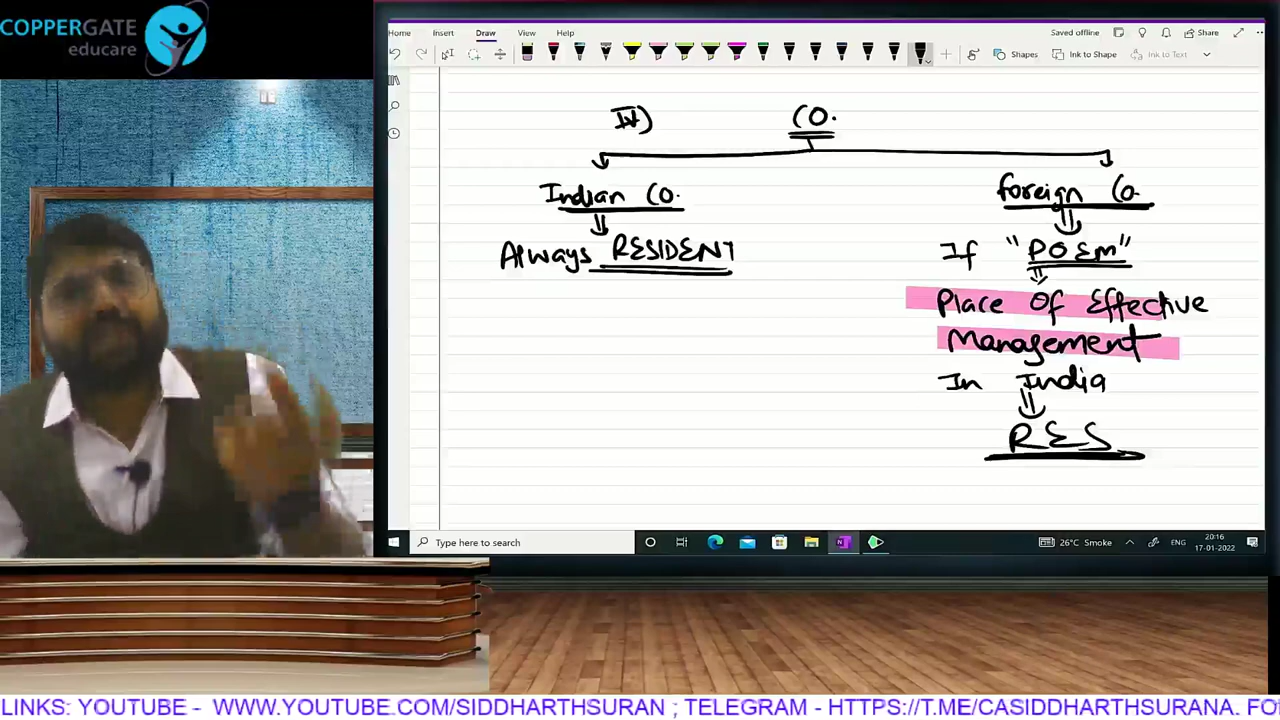 COPPERGATE
educare
Home Insert Draw View Help Saved offline Share
Shapes Ink to Shape Ink to Text
IV) CO.
Indian CO. foreign CO.
Always RESIDENT If "POEM"
Place Of Effective
Management
In India
RES
Type here to search 26°C Smoke ENG 20:16
17-01-2022
LINKS: YOUTUBE - WWW.YOUTUBE.COM/SIDDHARTHSURAN ; TELEGRAM - HTTPS://T.ME/CASIDDHARTHSURANA. FO